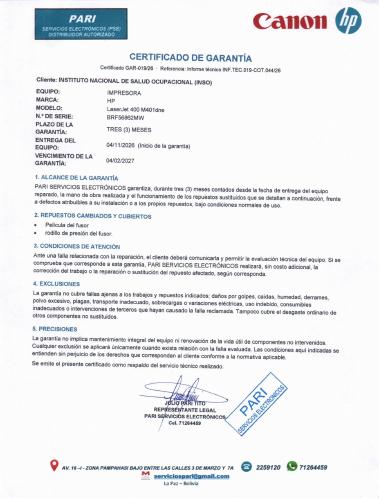 PARI
SERVICIOS ELECTRÓNICOS (PSE)
DISTRIBUIDOR AUTORIZADO
Canon hp
CERTIFICADO DE GARANTÍA
Certificado GAR-019/26 - Referencia: Informe técnico INF.TEC.019-COT.044/26
Cliente: INSTITUTO NACIONAL DE SALUD OCUPACIONAL (INSO)
EQUIPO: IMPRESORA
MARCA: HP
MODELO: LaserJet 400 M401dne
N.º DE SERIE: BRF56862MW
PLAZO DE LA
GARANTÍA: TRES (3) MESES
ENTREGA DEL
EQUIPO: 04/11/2026 (Inicio de la garantía)
VENCIMIENTO DE LA
GARANTÍA: 04/02/2027
1. ALCANCE DE LA GARANTÍA
PARI SERVICIOS ELECTRÓNICOS garantiza, durante tres (3) meses contados desde la fecha de entrega del equipo
reparado, la mano de obra realizada y el funcionamiento de los repuestos sustituidos que se detallan a continuación, frente
a defectos atribuibles a su instalación o a los propios repuestos, bajo condiciones normales de uso.
2. REPUESTOS CAMBIADOS Y CUBIERTOS
• Película del fusor
• rodillo de presión del fusor.
3. CONDICIONES DE ATENCIÓN
Ante una falla relacionada con la reparación, el cliente deberá comunicarla y permitir la evaluación técnica del equipo. Si se
comprueba que corresponde a esta garantía, PARI SERVICIOS ELECTRÓNICOS realizará, sin costo adicional, la
corrección del trabajo o la reparación o sustitución del repuesto afectado, según corresponda.
4. EXCLUSIONES
La garantía no cubre fallas ajenas a los trabajos y repuestos indicados; daños por golpes, caídas, humedad, derrames,
polvo excesivo, plagas, transporte inadecuado, sobrecargas o variaciones eléctricas, uso indebido, consumibles
inadecuados o intervenciones de terceros que hayan causado la falla reclamada. Tampoco cubre el desgaste ordinario de
otros componentes no sustituidos.
5. PRECISIONES
La garantía no implica mantenimiento integral del equipo ni renovación de la vida útil de componentes no intervenidos.
Cualquier exclusión se aplicará únicamente cuando exista relación con la falla evaluada. Las condiciones aquí indicadas se
entienden sin perjuicio de los derechos que correspondan al cliente conforme a la normativa aplicable.
Se emite el presente certificado como respaldo del servicio técnico realizado.
JULIO PARI TITO
REPRESENTANTE LEGAL
PARI SERVICIOS ELECTRÓNICOS
Cel. 71264459
PARI
SERVICIOS ELECTRÓNICOS
AV. 16 -I - ZONA PAMPAHASI BAJO ENTRE LAS CALLES 3 DE MARZO Y 7A 2259120 71264459
serviciospari@gmail.com
La Paz – Bolivia